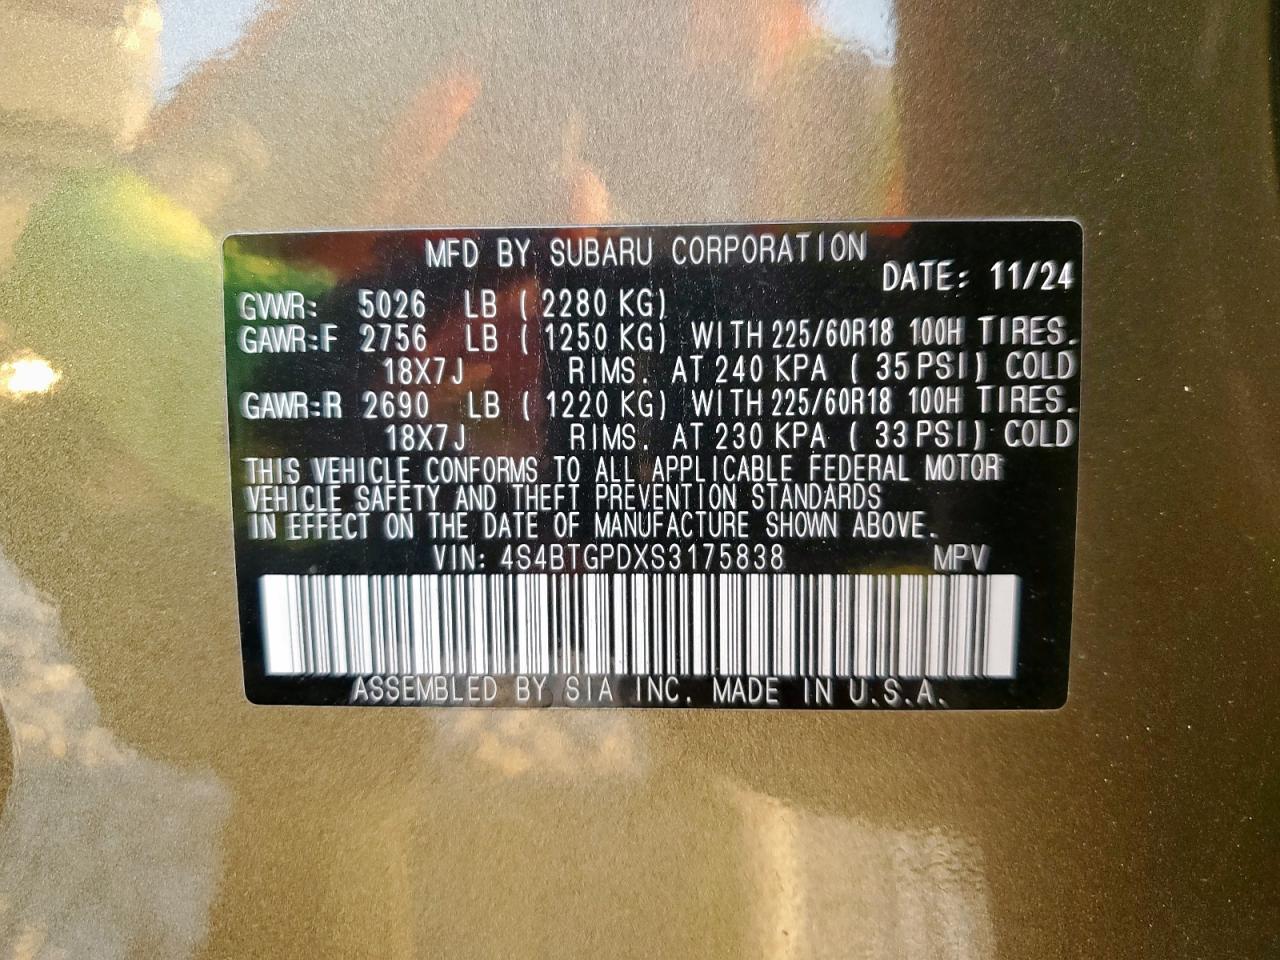 MFD BY SUBARU CORPORATION
DATE: 11/24
GVWR: 5026 LB ( 2280 KG)
GAWR:F 2756 LB ( 1250 KG) WITH 225/60R18 100H TIRES.
18X7J RIMS. AT 240 KPA ( 35 PSI) COLD
GAWR:R 2690 LB ( 1220 KG) WITH 225/60R18 100H TIRES.
18X7J RIMS. AT 230 KPA ( 33 PSI) COLD
THIS VEHICLE CONFORMS TO ALL APPLICABLE FEDERAL MOTOR
VEHICLE SAFETY AND THEFT PREVENTION STANDARDS
IN EFFECT ON THE DATE OF MANUFACTURE SHOWN ABOVE.
VIN: 4S4BTGPDXS3175838 MPV
ASSEMBLED BY SIA INC. MADE IN U.S.A.